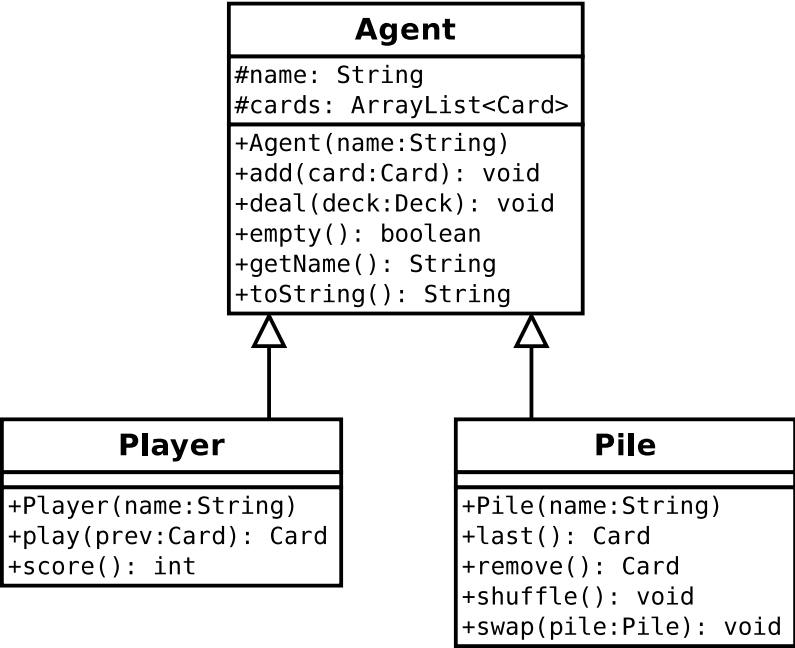 Agent
#name: String
#cards: ArrayList<Card>
+Agent(name:String)
+add(card:Card): void
+deal(deck:Deck): void
+empty(): boolean
+getName(): String
+toString(): String
Player
+Player(name:String)
+play(prev:Card): Card
+score(): int
Pile
+Pile(name:String)
+last(): Card
+remove(): Card
+shuffle(): void
+swap(pile:Pile): void